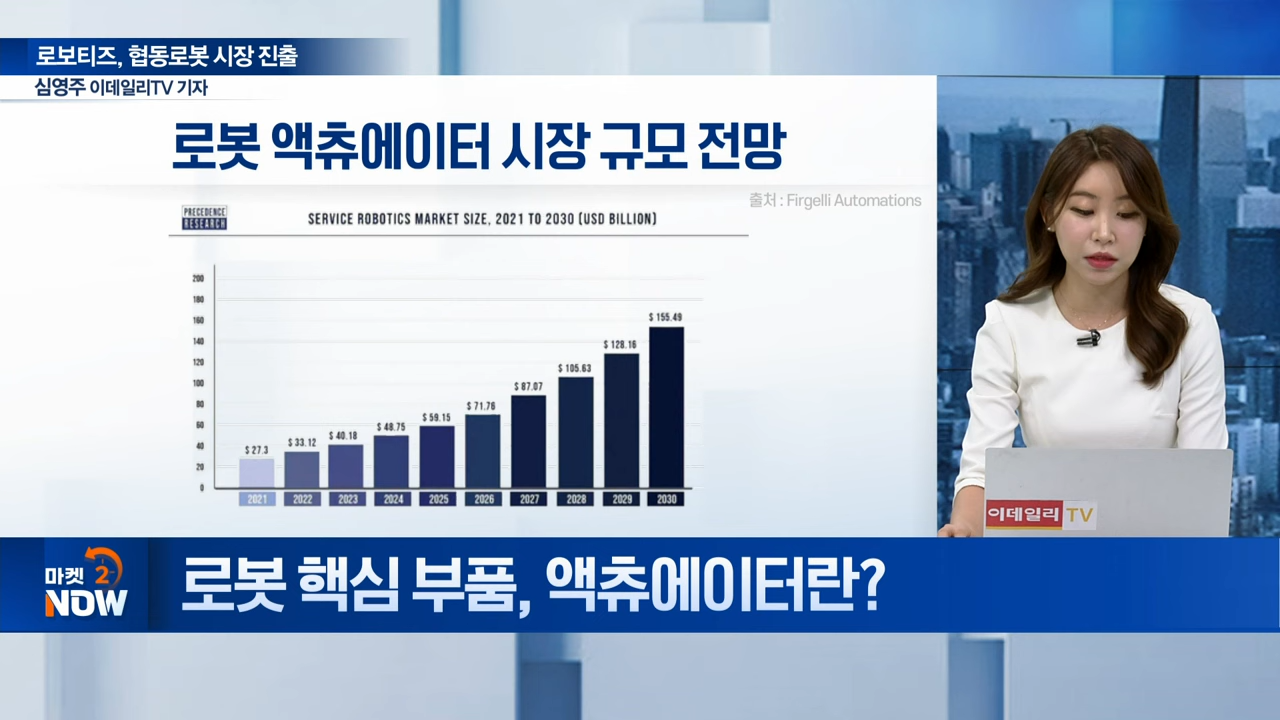 로보티즈, 협동로봇 시장 진출
심영주 이데일리TV 기자
로봇 액츄에이터 시장 규모 전망
출처 : Firgelli Automations
PRECEDENCE
RESEARCH
SERVICE ROBOTICS MARKET SIZE, 2021 TO 2030 (USD BILLION)
200
180
160
140
120
100
80
60
40
20
0
$ 27.3
$ 33.12
$ 40.18
$ 48.75
$ 59.15
$ 71.76
$ 87.07
$ 105.63
$ 128.16
$ 155.49
2021 2022 2023 2024 2025 2026 2027 2028 2029 2030
이데일리 TV
마켓 2
NOW
로봇 핵심 부품, 액츄에이터란?